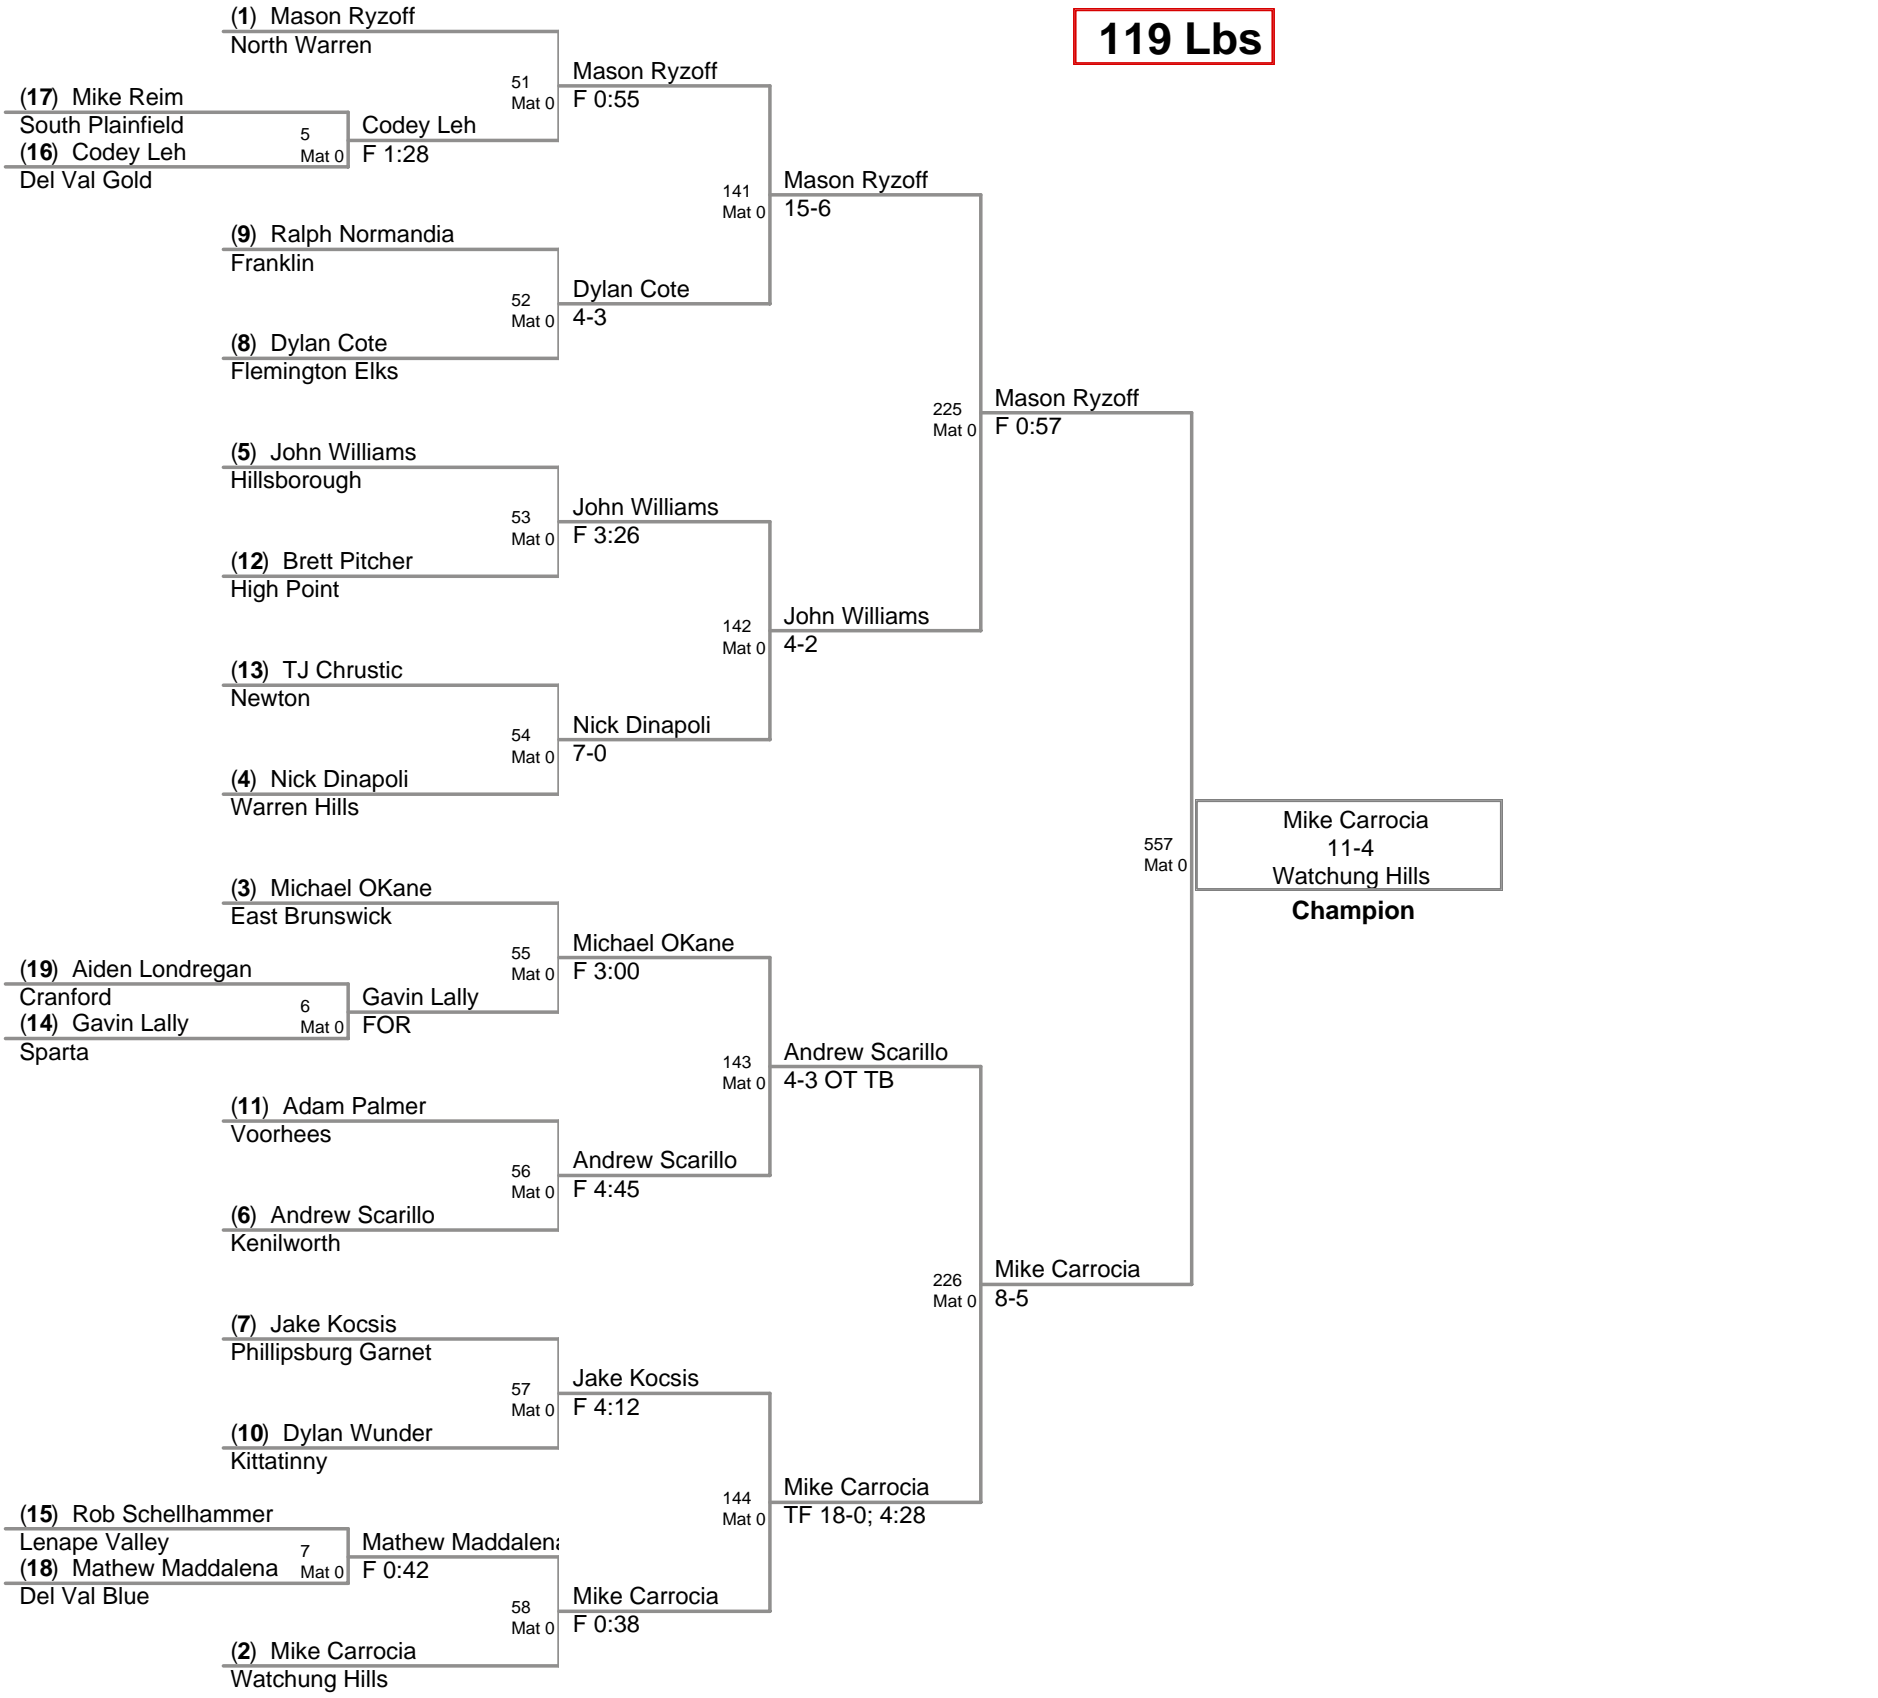 119 Lbs
(1) Mason Ryzoff
North Warren
51
Mat 0
Mason Ryzoff
F 0:55
(17) Mike Reim
South Plainfield
(16) Codey Leh
Del Val Gold
5
Mat 0
Codey Leh
F 1:28
141
Mat 0
Mason Ryzoff
15-6
(9) Ralph Normandia
Franklin
52
Mat 0
Dylan Cote
4-3
(8) Dylan Cote
Flemington Elks
225
Mat 0
Mason Ryzoff
F 0:57
(5) John Williams
Hillsborough
53
Mat 0
John Williams
F 3:26
(12) Brett Pitcher
High Point
142
Mat 0
John Williams
4-2
(13) TJ Chrustic
Newton
54
Mat 0
Nick Dinapoli
7-0
(4) Nick Dinapoli
Warren Hills
557
Mat 0
Mike Carrocia
11-4
Watchung Hills
Champion
(3) Michael OKane
East Brunswick
55
Mat 0
Michael OKane
F 3:00
(19) Aiden Londregan
Cranford
(14) Gavin Lally
Sparta
6
Mat 0
Gavin Lally
FOR
143
Mat 0
Andrew Scarillo
4-3 OT TB
(11) Adam Palmer
Voorhees
56
Mat 0
Andrew Scarillo
F 4:45
(6) Andrew Scarillo
Kenilworth
226
Mat 0
Mike Carrocia
8-5
(7) Jake Kocsis
Phillipsburg Garnet
57
Mat 0
Jake Kocsis
F 4:12
(10) Dylan Wunder
Kittatinny
144
Mat 0
Mike Carrocia
TF 18-0; 4:28
(15) Rob Schellhammer
Lenape Valley
(18) Mathew Maddalena
Del Val Blue
7
Mat 0
Mathew Maddalena
F 0:42
58
Mat 0
Mike Carrocia
F 0:38
(2) Mike Carrocia
Watchung Hills